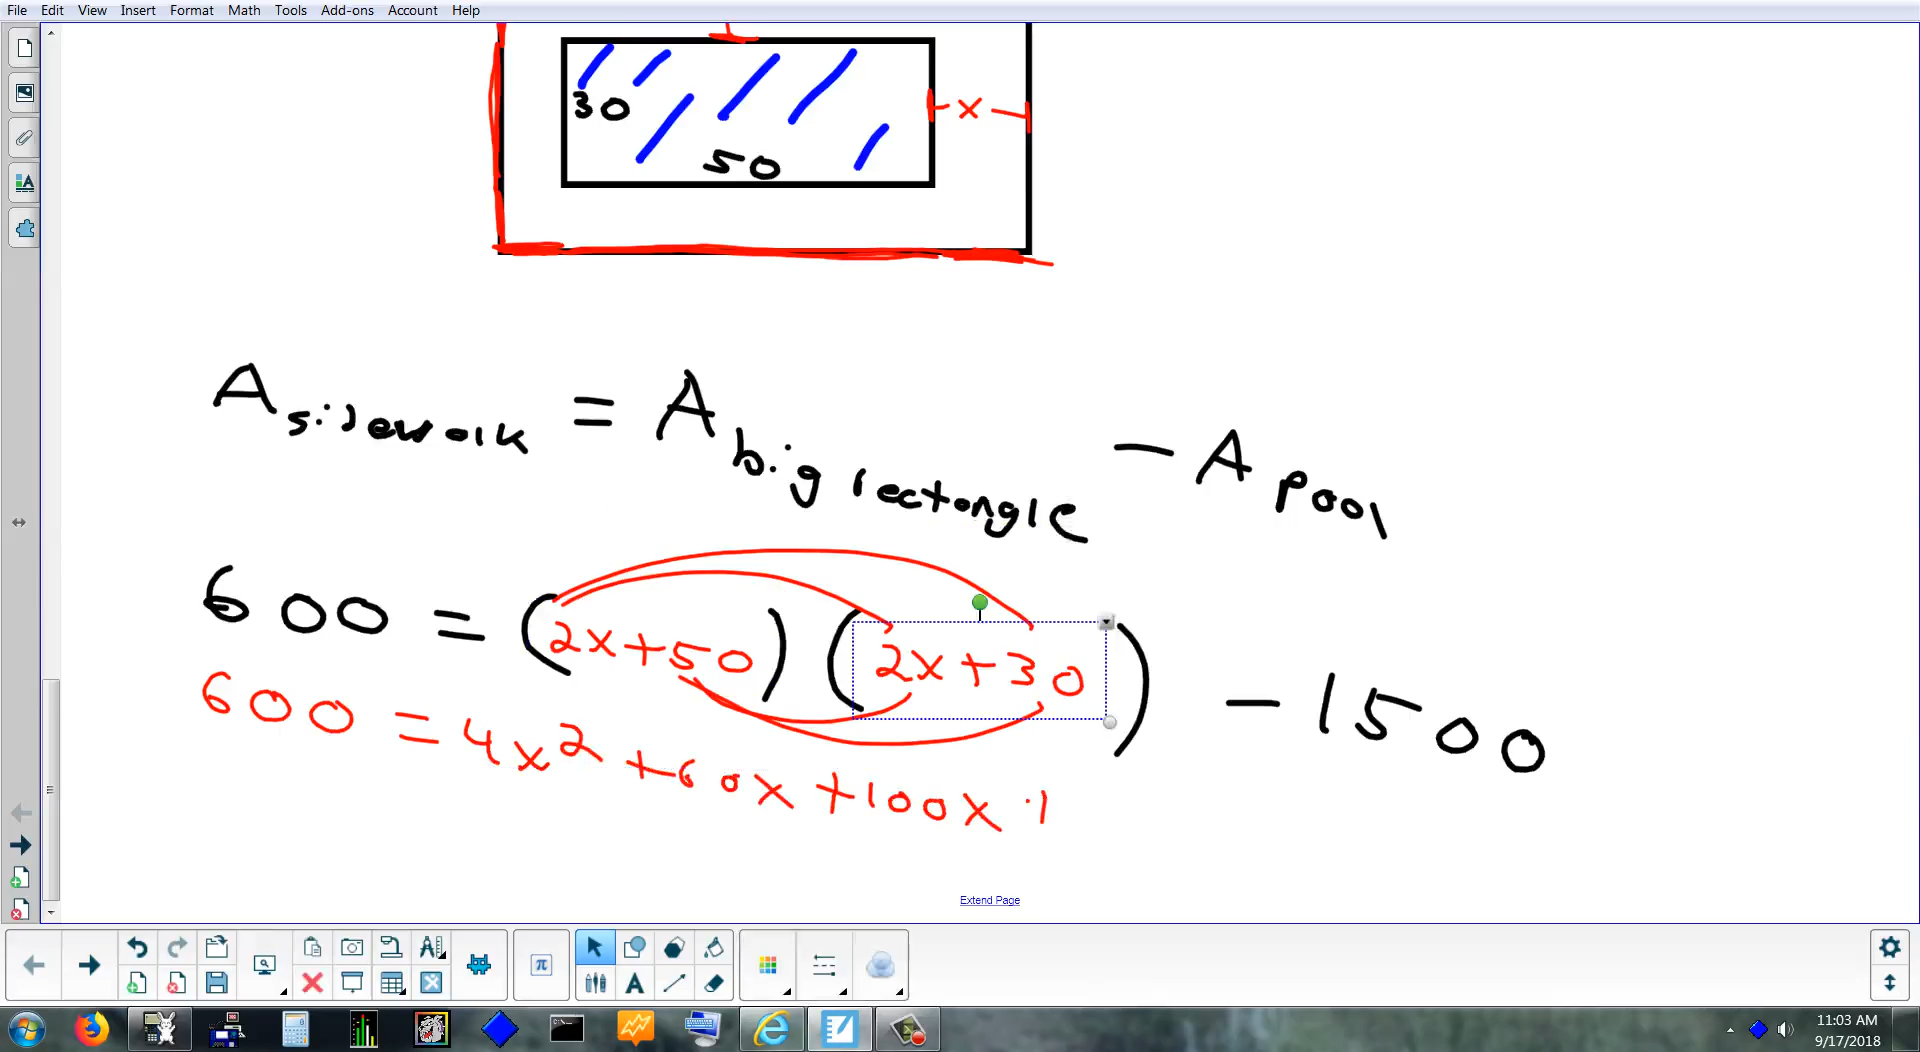 File Edit View Insert Format Math Tools Add-ons Account Help
30
50
x
A sidewalk = A big rectangle - A pool
600 = (2x+50)(2x+30) - 1500
600 = 4x² + 60x + 100x
Extend Page
π
A
11:03 AM
9/17/2018